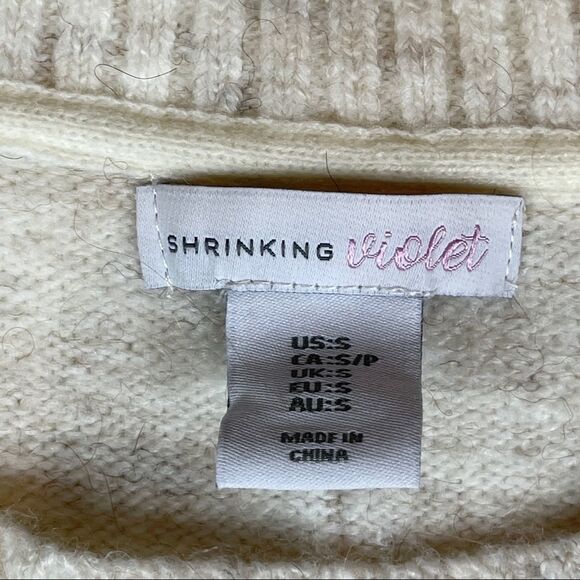 SHRINKING violet
US:S
CA:S/P
UK:S
EU:S
AU:S
MADE IN
CHINA